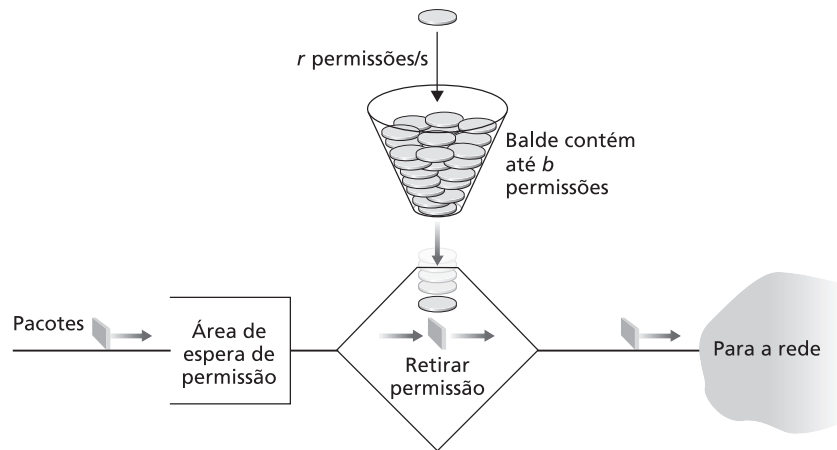 r permissões/s
Balde contém
até b
permissões
Pacotes
Área de
espera de
permissão
Retirar
permissão
Para a rede